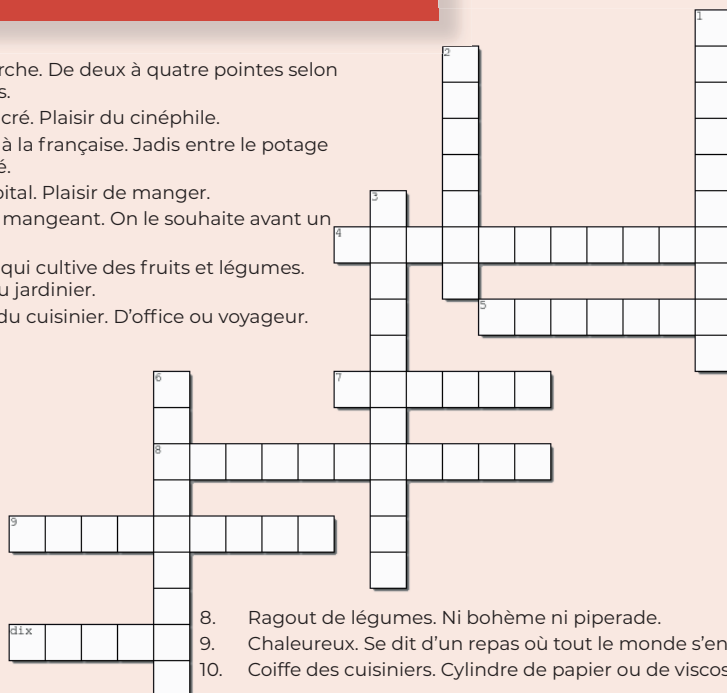 1
2
rche. De deux à quatre pointes selon
s.
cré. Plaisir du cinéphile.
à la française. Jadis entre le potage
é.
pital. Plaisir de manger.
3
mangeant. On le souhaite avant un
4
qui cultive des fruits et légumes.
u jardinier.
5
du cuisinier. D’office ou voyageur.
6
7
8
9
8. Ragout de légumes. Ni bohème ni piperade.
dix
9. Chaleureux. Se dit d’un repas où tout le monde s’en
10. Coiffe des cuisiniers. Cylindre de papier ou de viscos